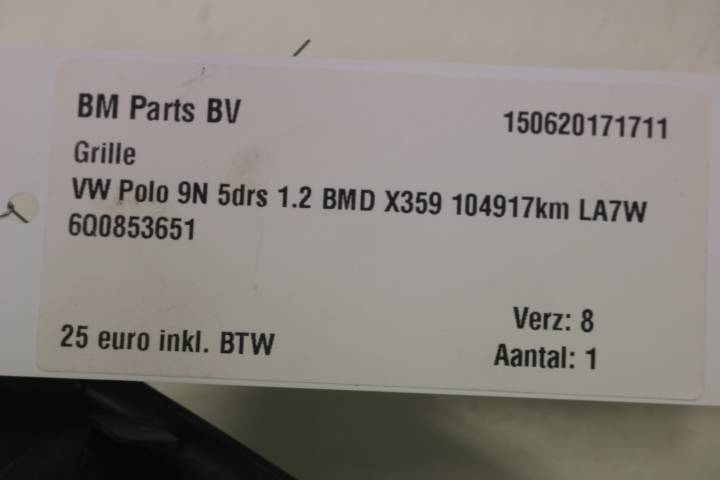 BM Parts BV 150620171711
Grille
VW Polo 9N 5drs 1.2 BMD X359 104917km LA7W
6Q0853651
Verz: 8
25 euro inkl. BTW Aantal: 1